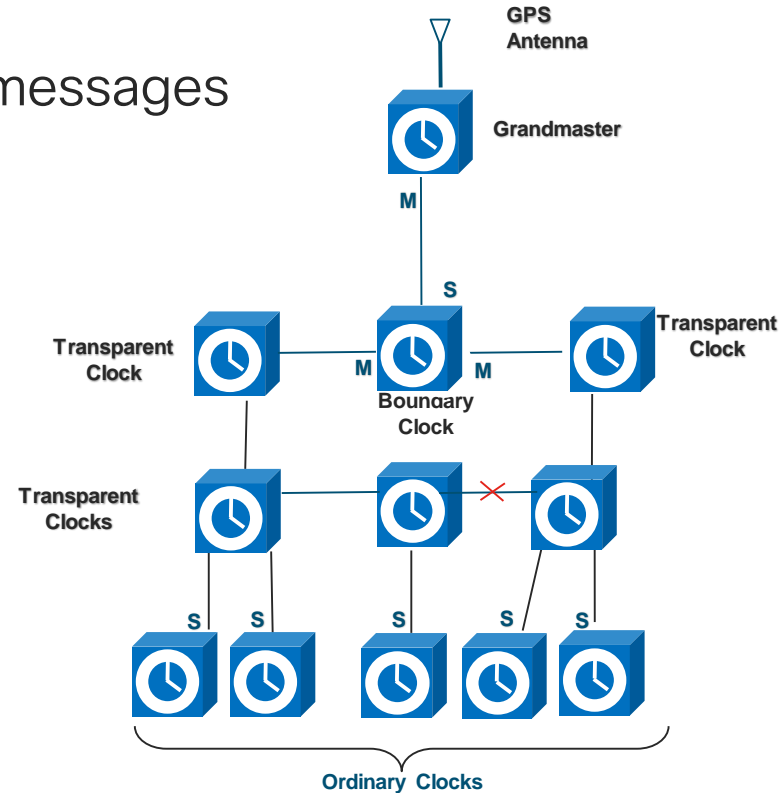 GPS
Antenna
messages
Grandmaster
M
S
Transparent
Clock
Transparent
Clock
M
M
Boundary
Clock
Transparent
Clocks
S
S
S
S
S
Ordinary Clocks